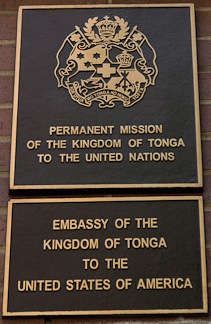 PERMANENT MISSION
OF THE KINGDOM OF TONGA
TO THE UNITED NATIONS
EMBASSY OF THE
KINGDOM OF TONGA
TO THE
UNITED STATES OF AMERICA